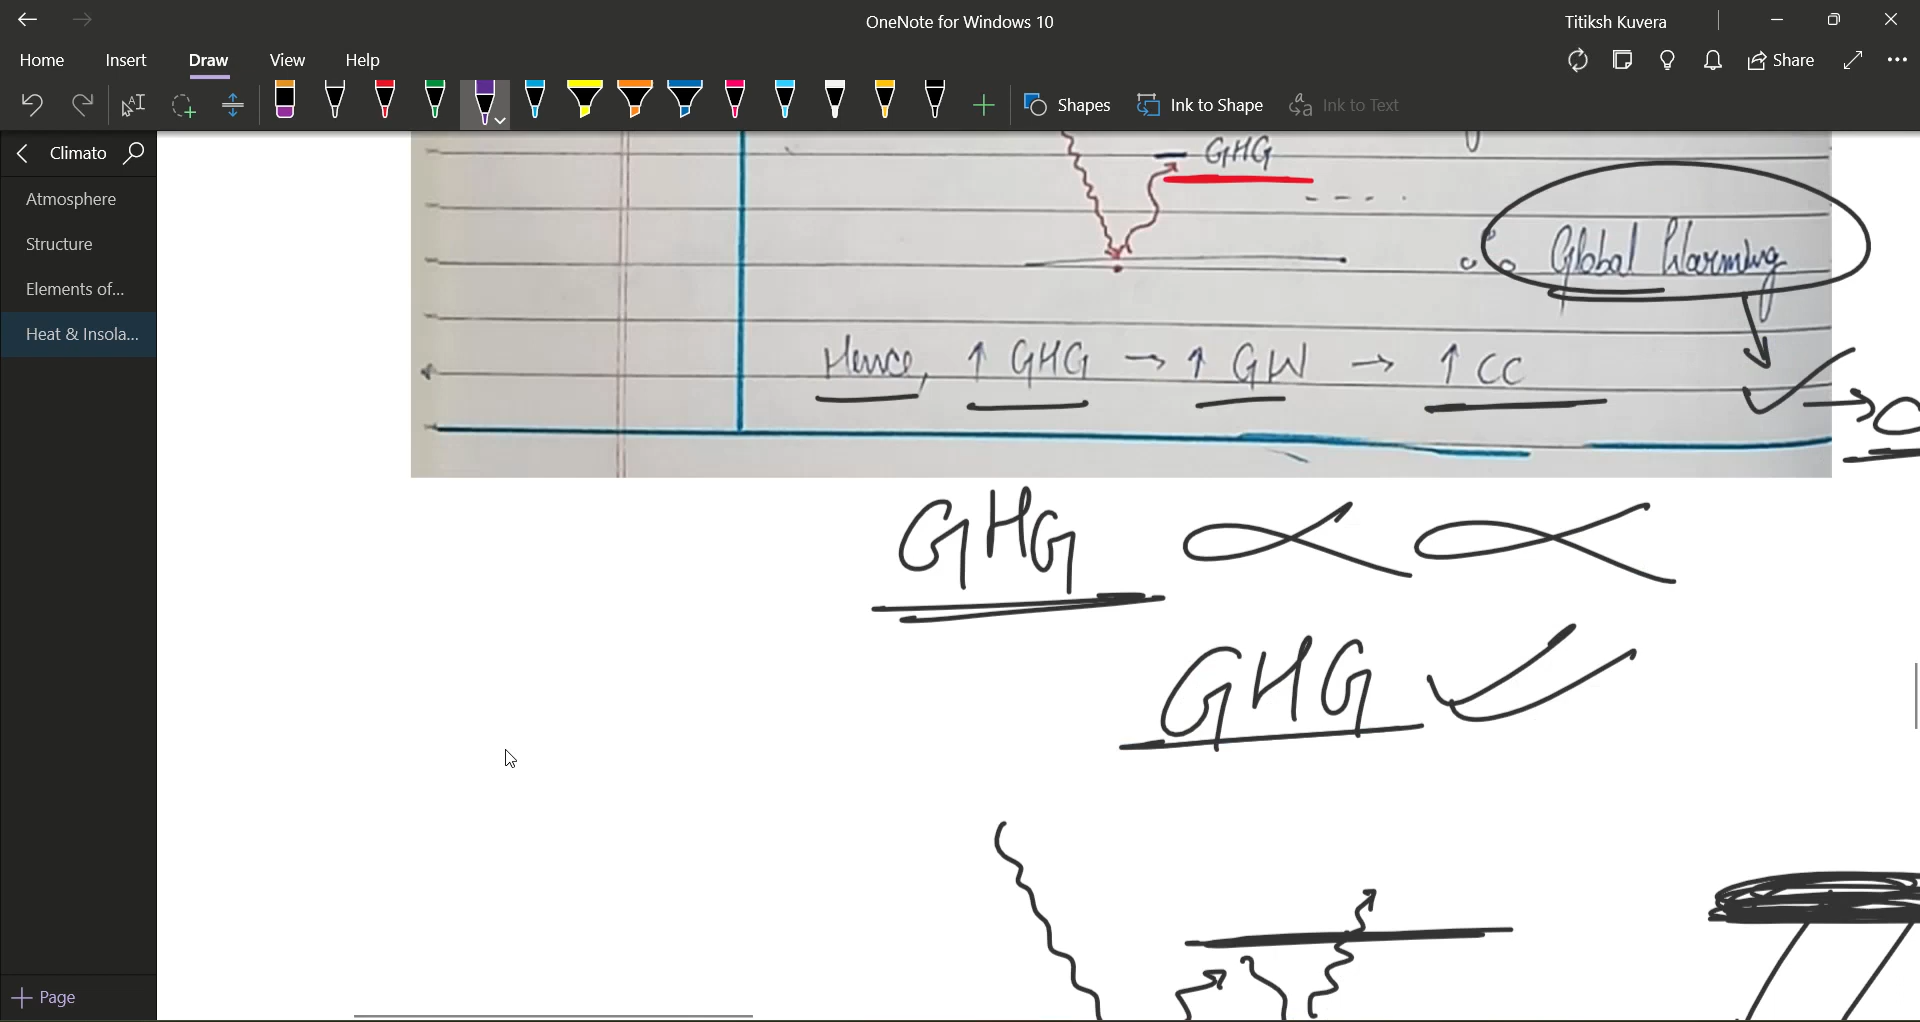 OneNote for Windows 10
Titiksh Kuvera
Home Insert Draw View Help
Share
Shapes Ink to Shape Ink to Text
Climato
Atmosphere
Structure
Elements of...
Heat & Insola...
Page
GHG
Global Warming
Hence, ↑ GHG → ↑ GW → ↑ CC
GHG
GHG